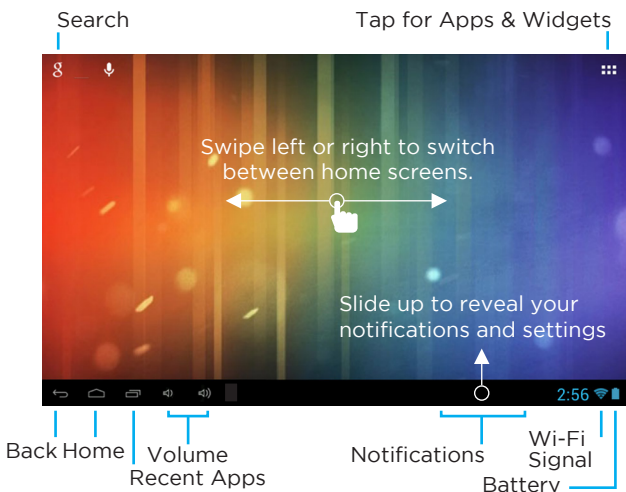 Search
Tap for Apps & Widgets
g
Swipe left or right to switch
between home screens.
Slide up to reveal your
notifications and settings
2:56
Back Home
Volume
Recent Apps
Notifications
Wi-Fi
Signal
Battery